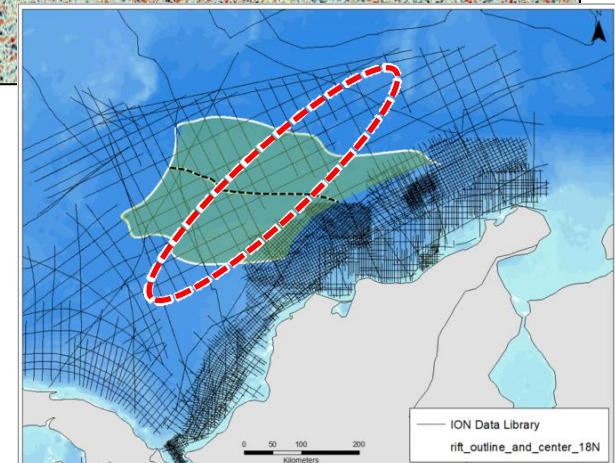 ION Data Library
rift_outline_and_center_18N
0 50 100 200
Kilometers